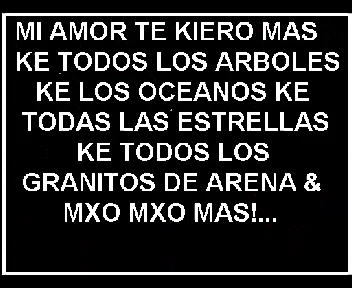 MI AMOR TE KIERO MAS
KE TODOS LOS ARBOLES
KE LOS OCEANOS KE
TODAS LAS ESTRELLAS
KE TODOS LOS
GRANITOS DE ARENA &
MXO MXO MAS!...